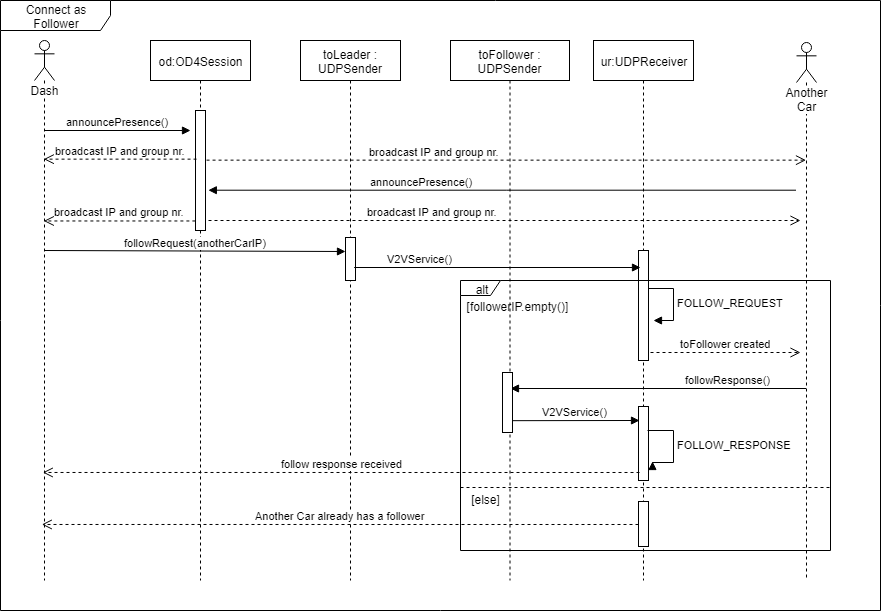 Connect as
Follower
od:OD4Session
toLeader :
UDPSender
toFollower :
UDPSender
ur:UDPReceiver
Dash
Another
Car
announcePresence()
broadcast IP and group nr.
broadcast IP and group nr.
announcePresence()
broadcast IP and group nr.
broadcast IP and group nr.
followRequest(anotherCarIP)
V2VService()
alt
[followerIP.empty()]
FOLLOW_REQUEST
toFollower created
followResponse()
V2VService()
FOLLOW_RESPONSE
follow response received
[else]
Another Car already has a follower